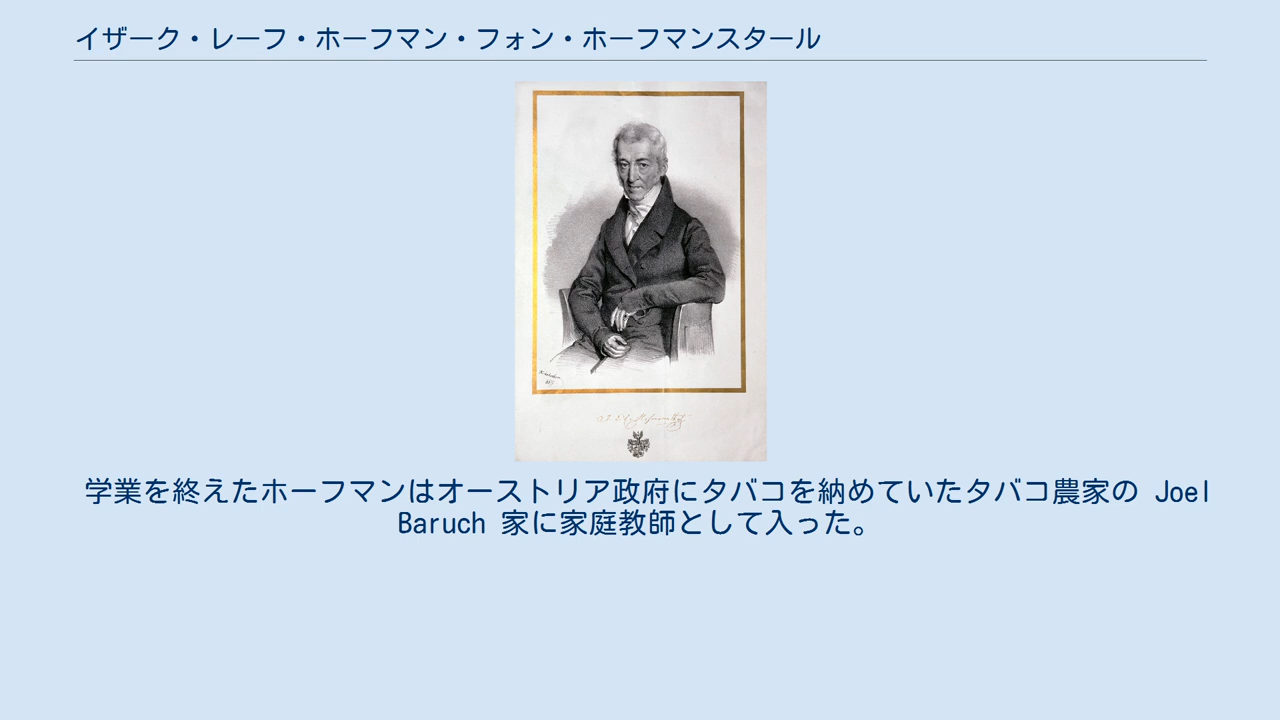 イザーク・レーフ・ホーフマン・フォン・ホーフマンスタール
学業を終えたホーフマンはオーストリア政府にタバコを納めていたタバコ農家の Joel
Baruch 家に家庭教師として入った。